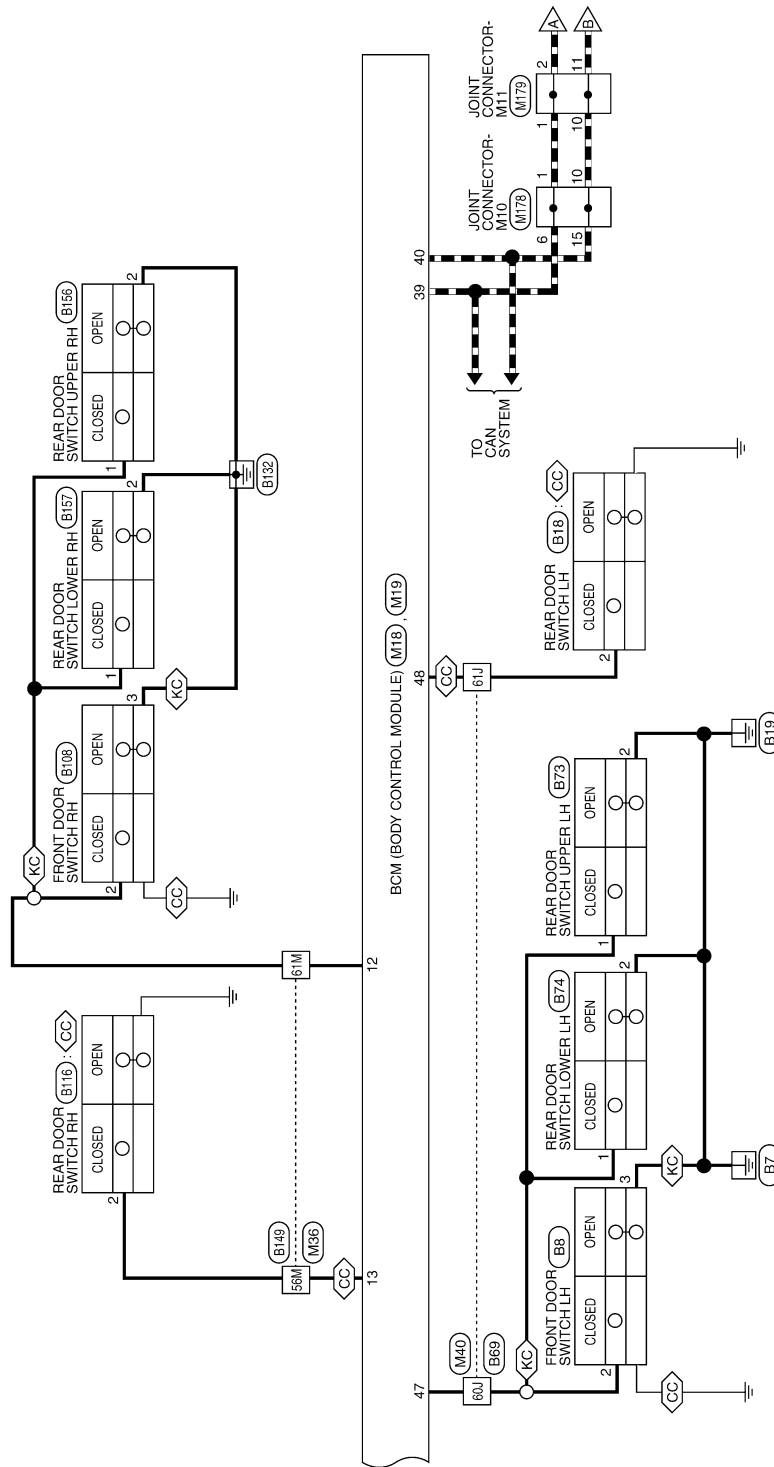 REAR DOOR
SWITCH RH
B116
: CC
CLOSED
OPEN
2
B149
56M
M36
CC
13
61M
12
FRONT DOOR
SWITCH RH
B108
CLOSED
OPEN
2
3
CC
KC
KC
REAR DOOR
SWITCH LOWER RH
B157
CLOSED
OPEN
1
2
REAR DOOR
SWITCH UPPER RH
B156
CLOSED
OPEN
1
2
B132
BCM (BODY CONTROL MODULE)
M18
,
M19
47
48
39
40
M40
60J
B69
KC
FRONT DOOR
SWITCH LH
B8
CLOSED
OPEN
2
3
CC
KC
B7
REAR DOOR
SWITCH LOWER LH
B74
CLOSED
OPEN
1
2
REAR DOOR
SWITCH UPPER LH
B73
CLOSED
OPEN
1
2
B19
CC
61J
REAR DOOR
SWITCH LH
B18
: CC
CLOSED
OPEN
2
TO
CAN
SYSTEM
JOINT
CONNECTOR-
M10
M178
6
1
15
10
JOINT
CONNECTOR-
M11
M179
1
2
10
11
A
B